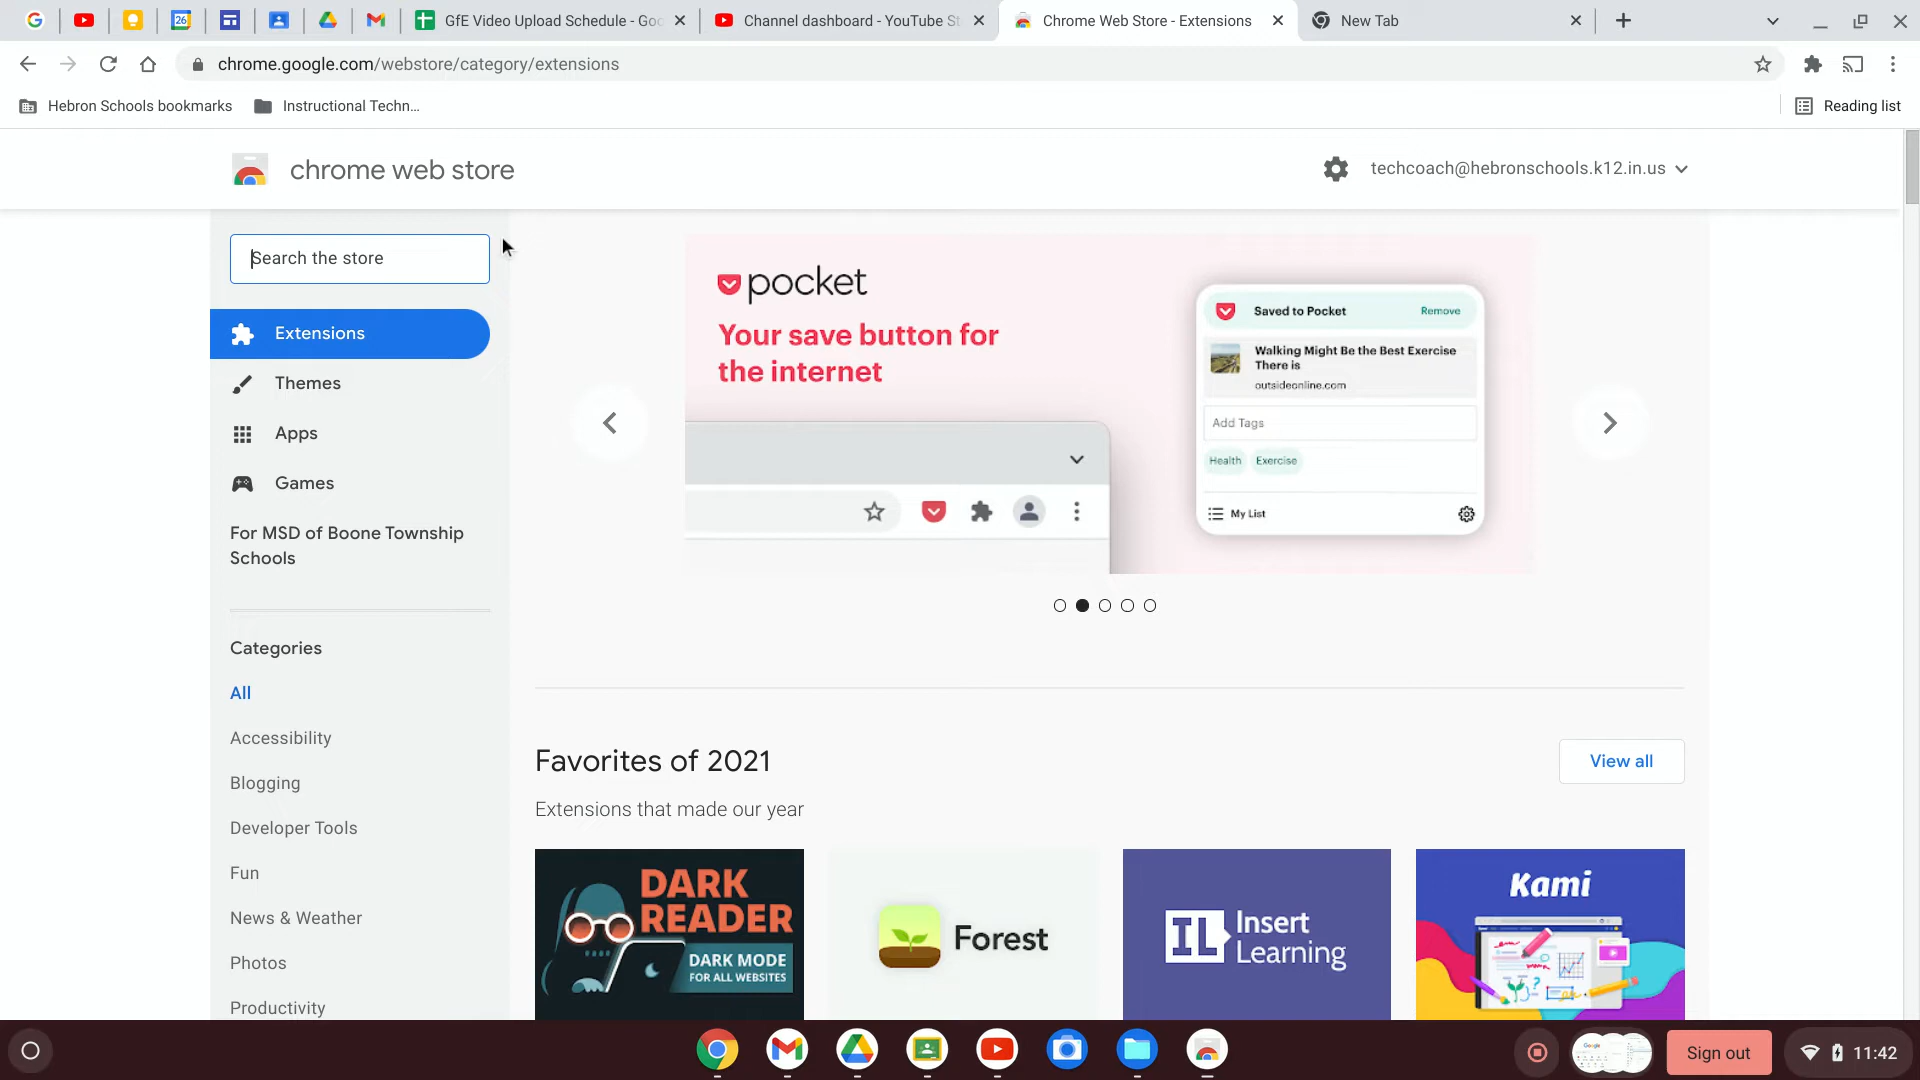 GfE Video Upload Schedule - Goo
Channel dashboard - YouTube St
Chrome Web Store - Extensions
New Tab
chrome.google.com/webstore/category/extensions
Hebron Schools bookmarks
Instructional Techn...
Reading list
chrome web store
techcoach@hebronschools.k12.in.us
Search the store
Extensions
Themes
Apps
Games
For MSD of Boone Township
Schools
Categories
All
Accessibility
Blogging
Developer Tools
Fun
News & Weather
Photos
Productivity
pocket
Your save button for
the internet
Saved to Pocket
Remove
Walking Might Be the Best Exercise
There is
outsideonline.com
Add Tags
Health
Exercise
My List
Favorites of 2021
View all
Extensions that made our year
DARK
READER
DARK MODE
FOR ALL WEBSITES
Forest
IL
Insert
Learning
Kami
Sign out
11:42